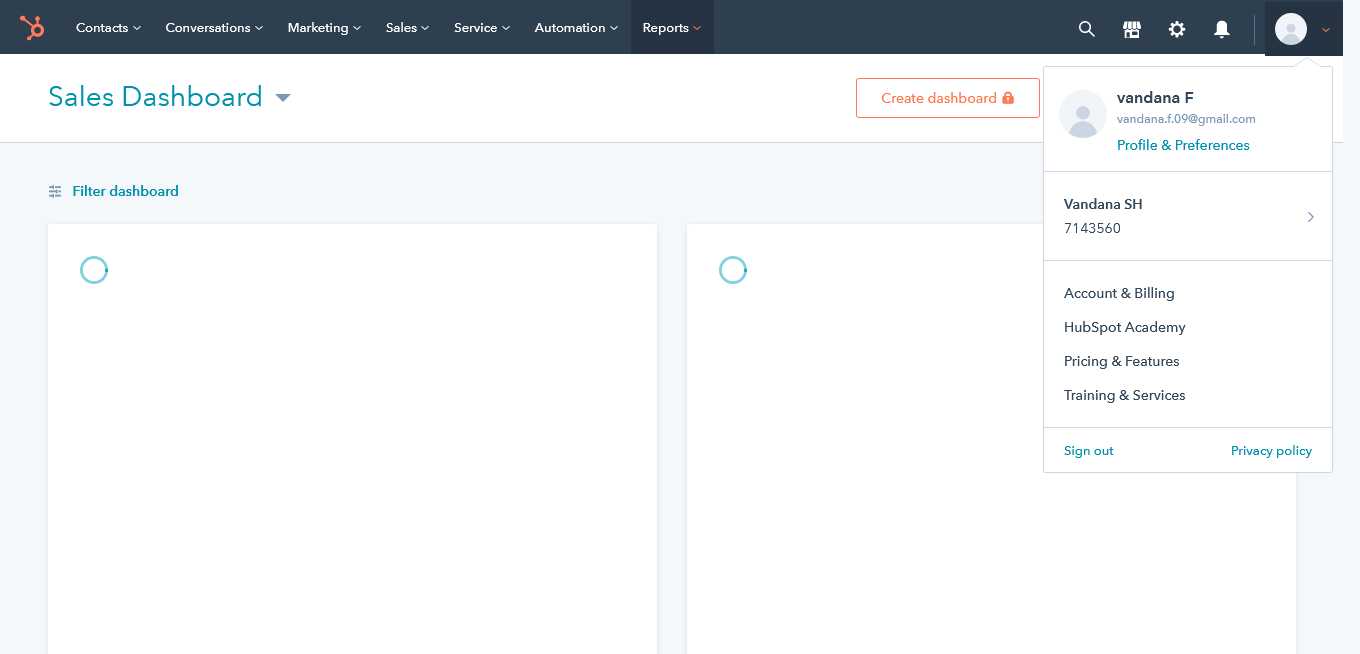 Contacts Conversations Marketing Sales Service Automation Reports
Sales Dashboard
Create dashboard
Filter dashboard
vandana F
vandana.f.09@gmail.com
Profile & Preferences
Vandana SH
7143560
Account & Billing
HubSpot Academy
Pricing & Features
Training & Services
Sign out Privacy policy